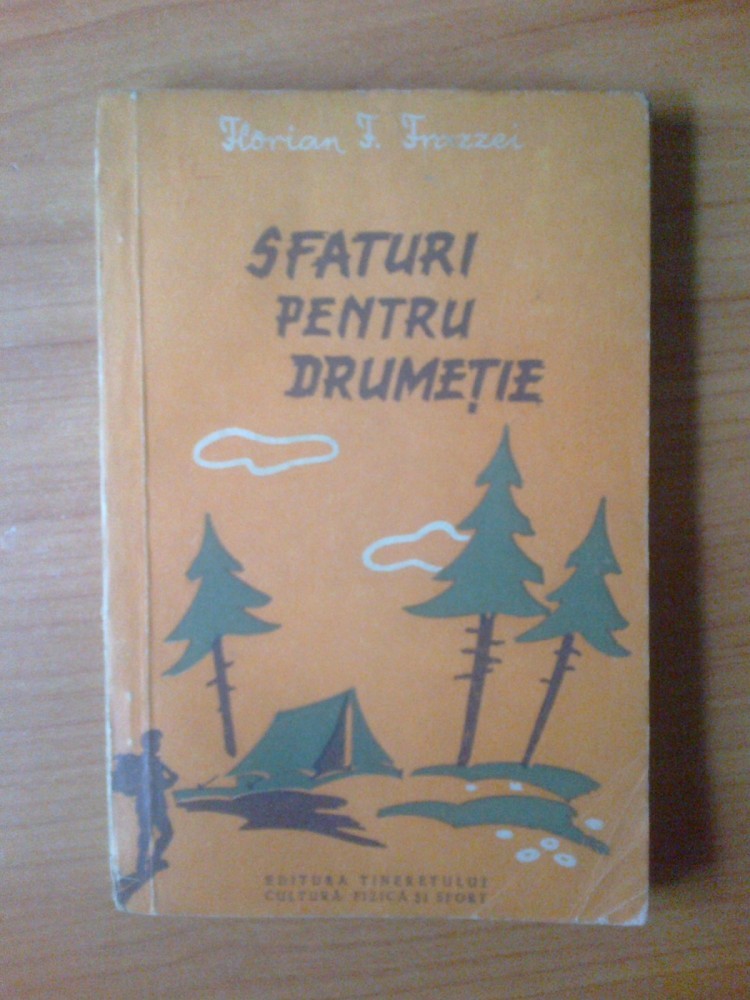 Florian F. Frazzei
SFATURI
PENTRU
DRUMEȚIE
EDITURA TINERETULUI
CULTURĂ FIZICĂ ȘI SPORT